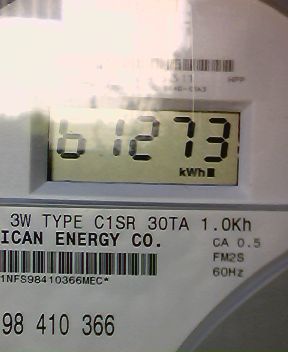 61273
kWh
3W TYPE C1SR 30TA 1.0Kh
ICAN ENERGY CO.
CA 0.5
FM2S
60Hz
1NFS98410366MEC*
98 410 366